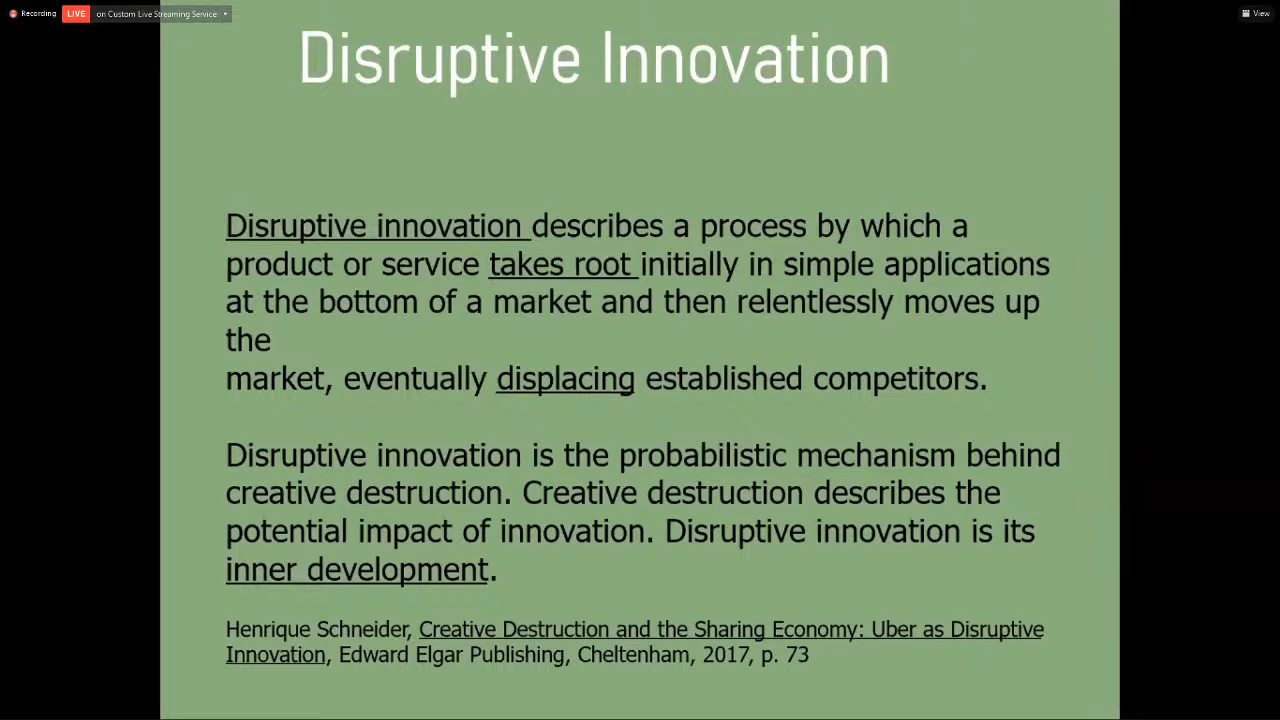 Recording LIVE on Custom Live Streaming Service View
Disruptive Innovation
Disruptive innovation describes a process by which a
product or service takes root initially in simple applications
at the bottom of a market and then relentlessly moves up
the
market, eventually displacing established competitors.
Disruptive innovation is the probabilistic mechanism behind
creative destruction. Creative destruction describes the
potential impact of innovation. Disruptive innovation is its
inner development.
Henrique Schneider, Creative Destruction and the Sharing Economy: Uber as Disruptive
Innovation, Edward Elgar Publishing, Cheltenham, 2017, p. 73